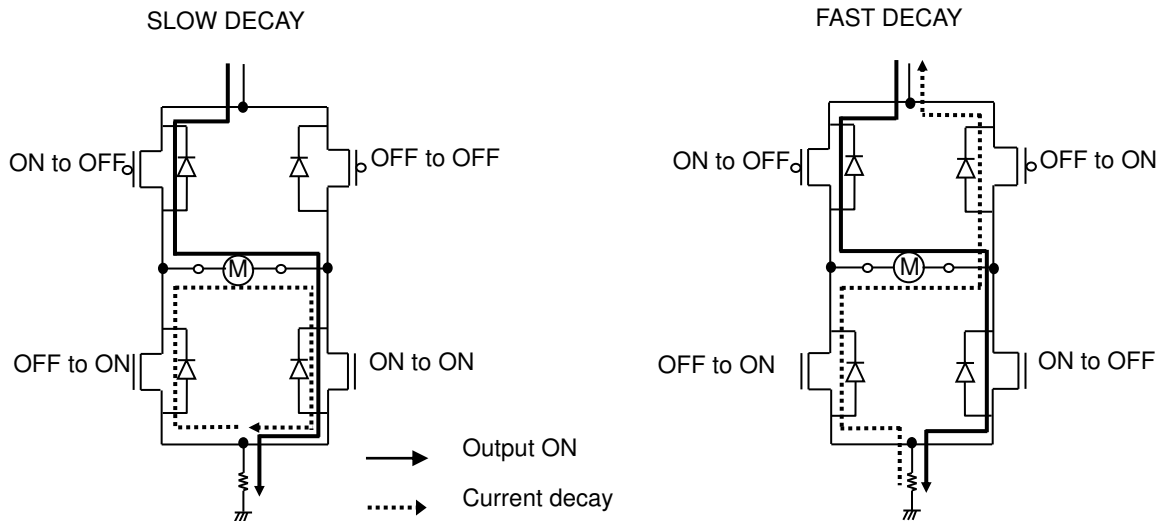 SLOW DECAY
FAST DECAY
ON to OFF
OFF to OFF
ON to OFF
OFF to ON
M
M
OFF to ON
ON to ON
OFF to ON
ON to OFF
Output ON
Current decay